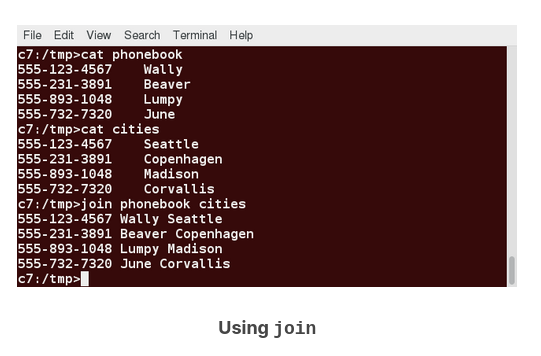 File Edit View Search Terminal Help
c7:/tmp>cat phonebook
555-123-4567    Wally
555-231-3891    Beaver
555-893-1048    Lumpy
555-732-7320    June
c7:/tmp>cat cities
555-123-4567    Seattle
555-231-3891    Copenhagen
555-893-1048    Madison
555-732-7320    Corvallis
c7:/tmp>join phonebook cities
555-123-4567 Wally Seattle
555-231-3891 Beaver Copenhagen
555-893-1048 Lumpy Madison
555-732-7320 June Corvallis
c7:/tmp>
Using join